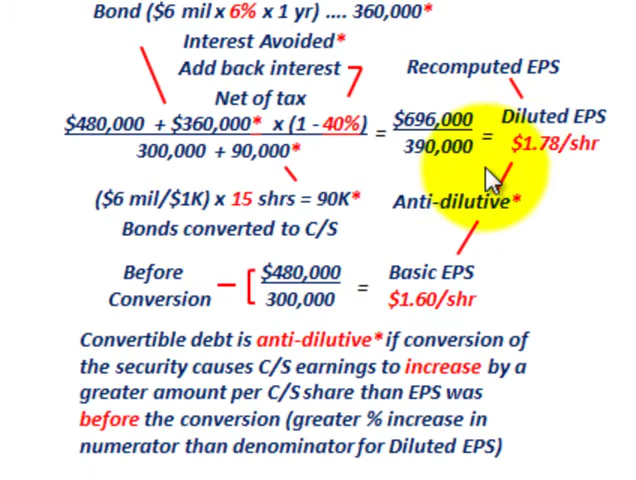 Bond ($6 mil x 6% x 1 yr) .... 360,000*
Interest Avoided*
Add back interest
Recomputed EPS
Net of tax
$480,000 + $360,000* x (1 - 40%)
300,000 + 90,000*
=
$696,000
390,000
=
Diluted EPS
$1.78/shr
($6 mil/$1K) x 15 shrs = 90K*
Anti-dilutive*
Bonds converted to C/S
Before
Conversion
$480,000
300,000
=
Basic EPS
$1.60/shr
Convertible debt is anti-dilutive* if conversion of
the security causes C/S earnings to increase by a
greater amount per C/S share than EPS was
before the conversion (greater % increase in
numerator than denominator for Diluted EPS)